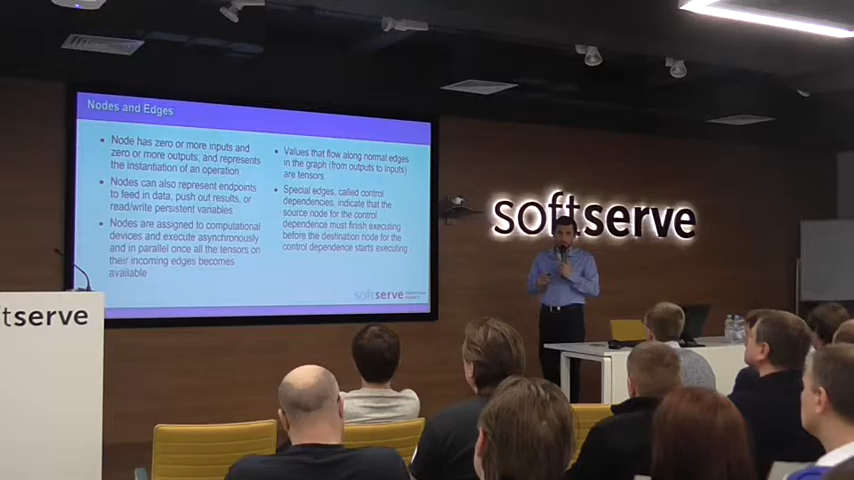 Nodes and Edges
• Node has zero or more inputs and
zero or more outputs, and represents
the instantiation of an operation
• Nodes can also represent endpoints
to feed in data, push out results, or
read/write persistent variables
• Nodes are assigned to computational
devices and execute asynchronously
and in parallel once all the tensors on
their incoming edges becomes
available
• Values that flow along normal edges
in the graph (from outputs to inputs)
are tensors
• Special edges, called control
dependencies, indicate that the
source node for the control
dependence must finish executing
before the destination node for the
control dependence starts executing
softserve
softserve
ftserve